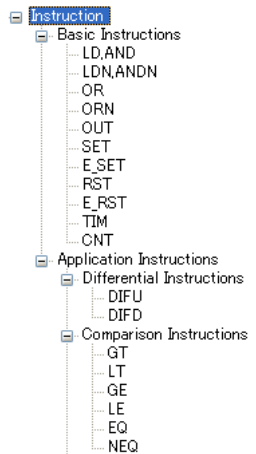 Instruction
Basic Instructions
LD,AND
LDN,ANDN
OR
ORN
OUT
SET
E_SET
RST
E_RST
TIM
CNT
Application Instructions
Differential Instructions
DIFU
DIFD
Comparison Instructions
GT
LT
GE
LE
EQ
NEQ